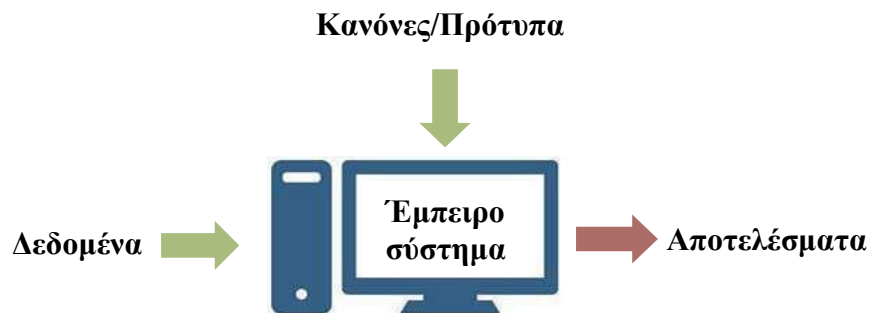 Κανόνες/Πρότυπα
Έμπειρο
σύστημα
Δεδομένα
Αποτελέσματα